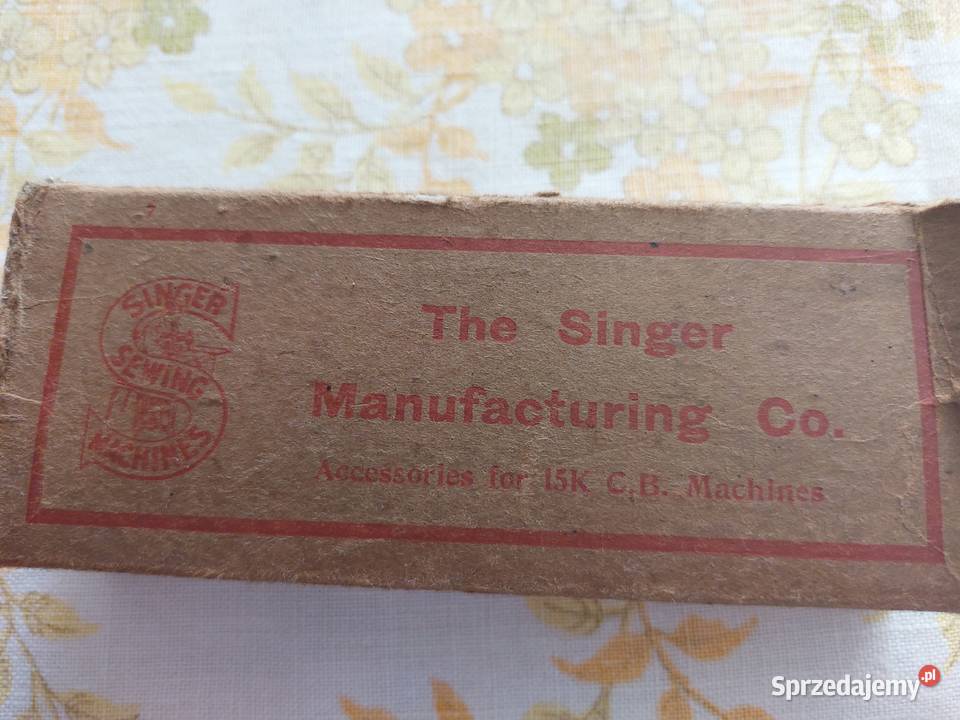 SINGER
SEWING
MACHINES
The Singer
Manufacturing Co.
Accessories for 15K C.B. Machines
Sprzedajemy.pl